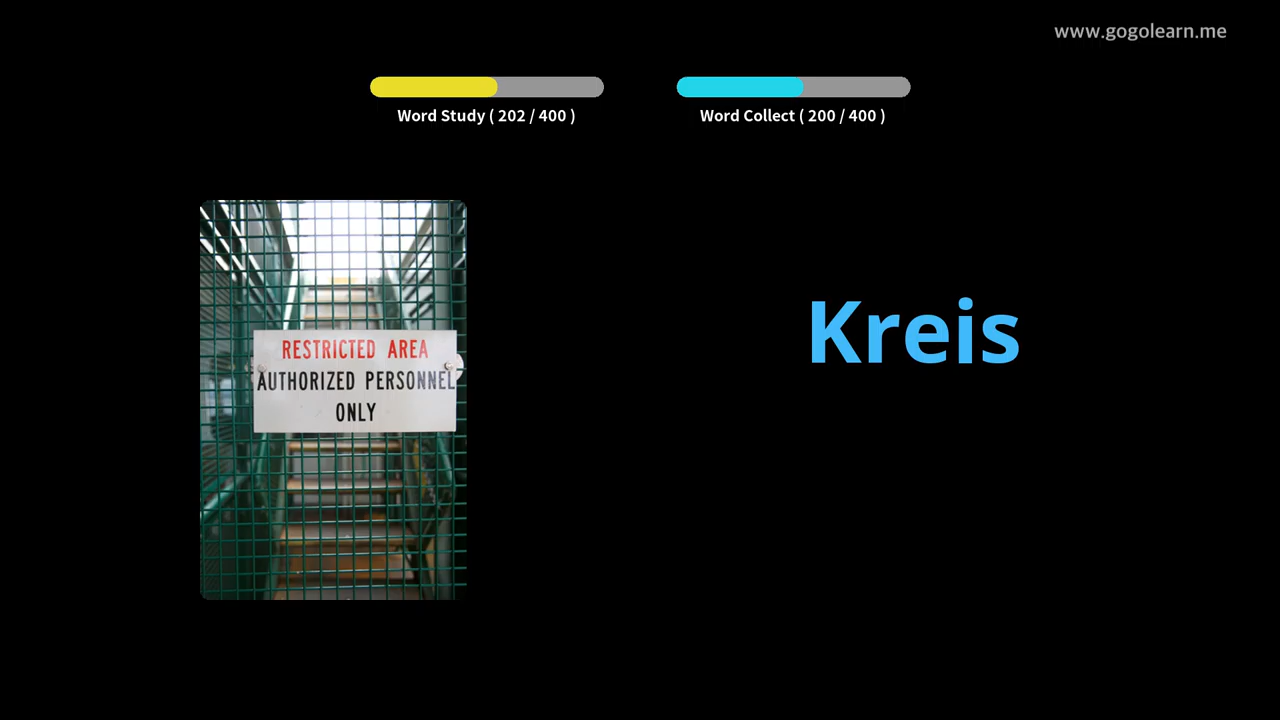 www.gogolearn.me
Word Study ( 202 / 400 )
Word Collect ( 200 / 400 )
RESTRICTED AREA
AUTHORIZED PERSONNEL
ONLY
Kreis